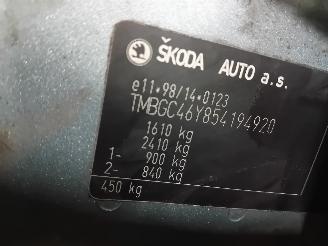 ŠKODA AUTO a.s.
e11*98/14*0123
TMBGC46Y854194920
1610 kg
2410 kg
1- 900 kg
2- 840 kg
450 kg